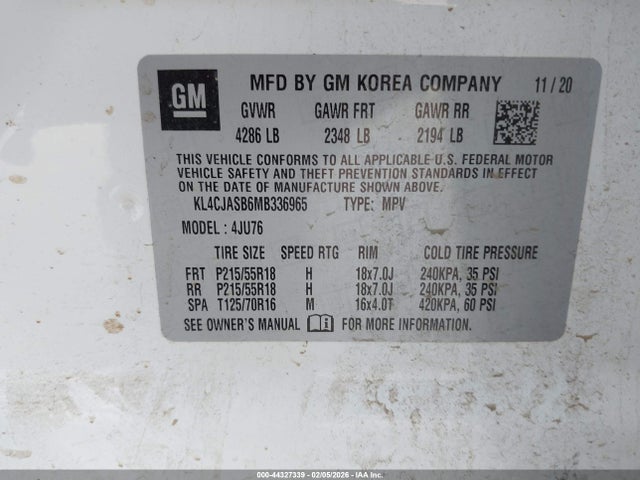 GM
MFD BY GM KOREA COMPANY 11/20
GVWR GAWR FRT GAWR RR
4286 LB 2348 LB 2194 LB
THIS VEHICLE CONFORMS TO ALL APPLICABLE U.S. FEDERAL MOTOR
VEHICLE SAFETY AND THEFT PREVENTION STANDARDS IN EFFECT
ON THE DATE OF MANUFACTURE SHOWN ABOVE.
KL4CJASB6MB336965 TYPE: MPV
MODEL: 4JU76
TIRE SIZE SPEED RTG RIM COLD TIRE PRESSURE
FRT P215/55R18 H 18x7.0J 240KPA, 35 PSI
RR P215/55R18 H 18x7.0J 240KPA, 35 PSI
SPA T125/70R16 M 16x4.0T 420KPA, 60 PSI
SEE OWNER'S MANUAL FOR MORE INFORMATION.
000-44327339 - 02/05/2026 - IAA Inc.